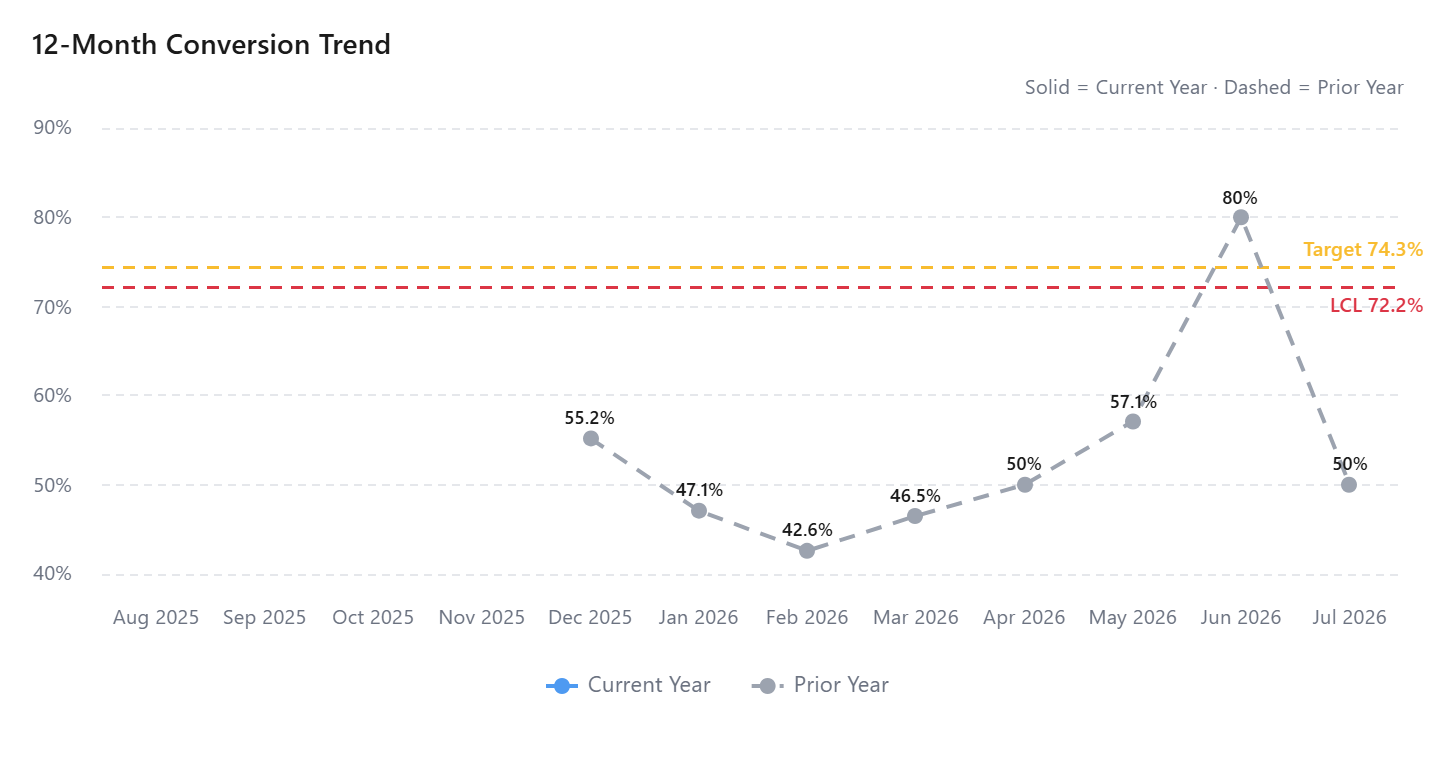 12-Month Conversion Trend
Solid = Current Year · Dashed = Prior Year
90%
80%
80%
Target 74.3%
LCL 72.2%
70%
60%
57.1%
55.2%
50%
50%
50%
47.1%
46.5%
42.6%
40%
Aug 2025 Sep 2025 Oct 2025 Nov 2025 Dec 2025 Jan 2026 Feb 2026 Mar 2026 Apr 2026 May 2026 Jun 2026 Jul 2026
Current Year Prior Year